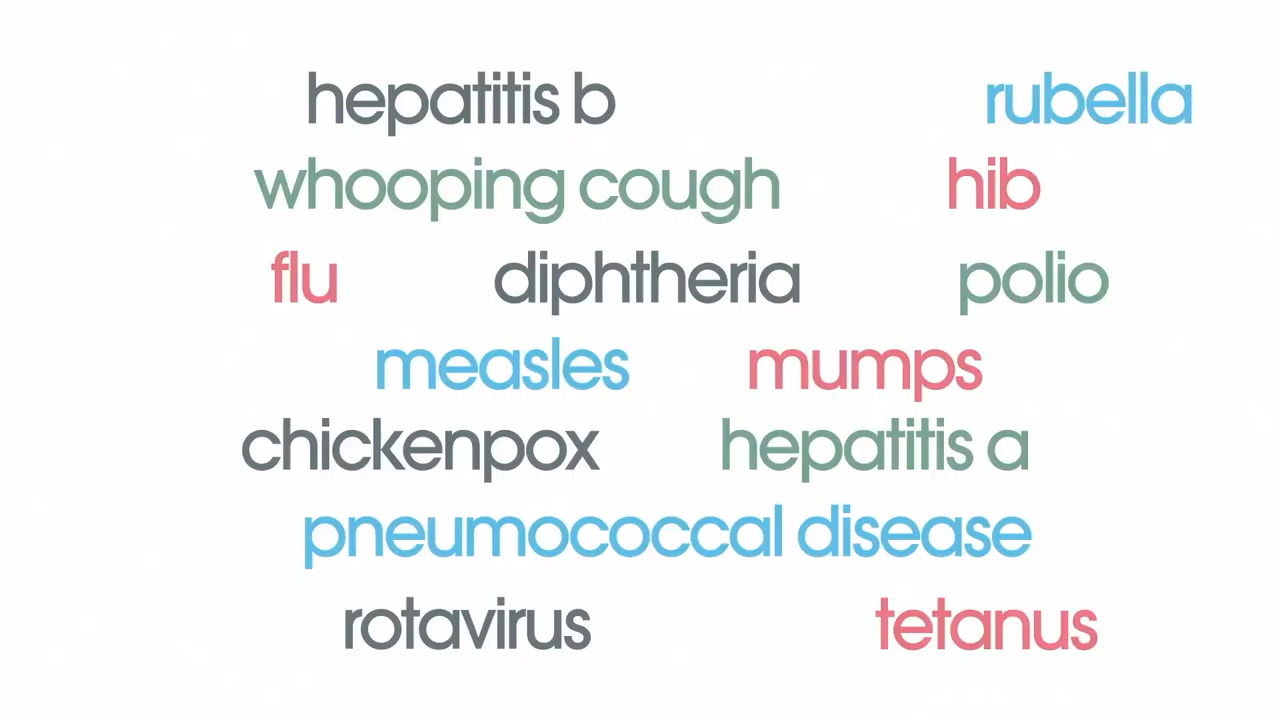 hepatitis b rubella
whooping cough hib
flu diphtheria polio
measles mumps
chickenpox hepatitis a
pneumococcal disease
rotavirus tetanus